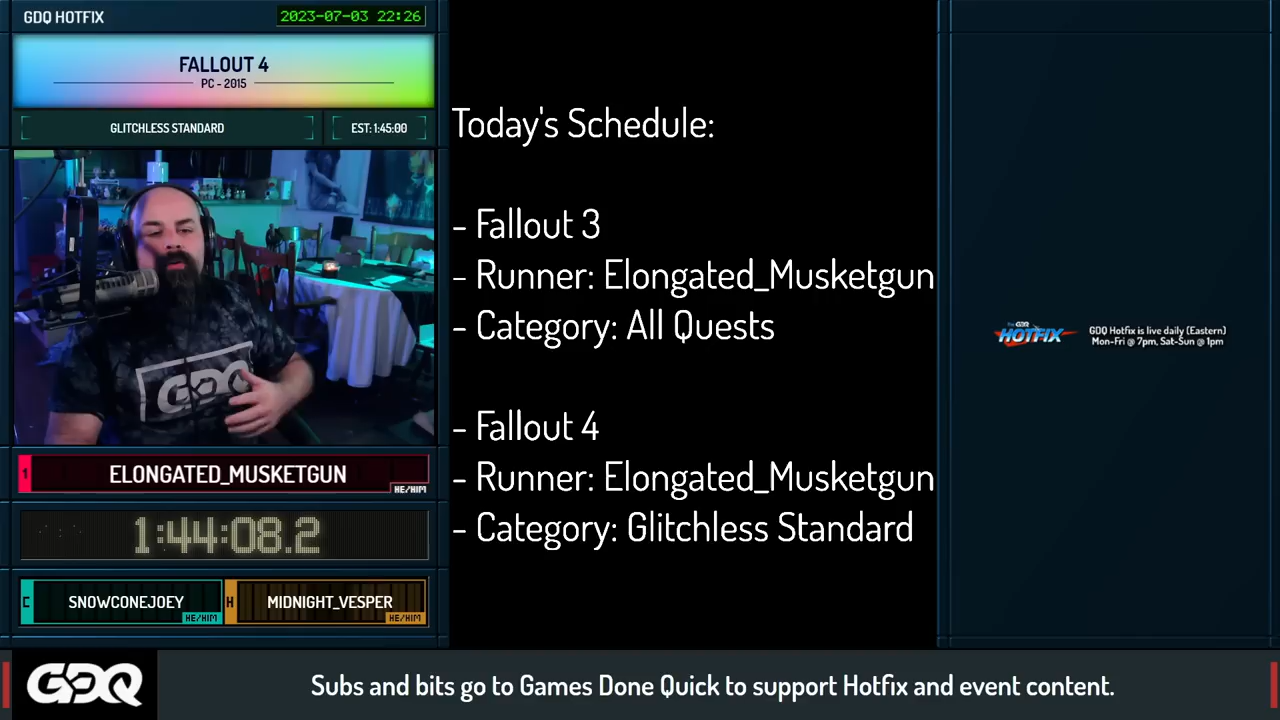 GDQ HOTFIX
2023-07-03 22:26
FALLOUT 4
PC - 2015
GLITCHLESS STANDARD
EST: 1:45:00
GDQ
1
ELONGATED_MUSKETGUN
HE/HIM
1:44:08.2
C
SNOWCONEJOEY
HE/HIM
H
MIDNIGHT_VESPER
HE/HIM
Today's Schedule:
- Fallout 3
- Runner: Elongated_Musketgun
- Category: All Quests
- Fallout 4
- Runner: Elongated_Musketgun
- Category: Glitchless Standard
GDQ
HOTFIX
GDQ Hotfix is live daily (Eastern)
Mon-Fri @ 7pm, Sat-Sun @ 1pm
GDQ
Subs and bits go to Games Done Quick to support Hotfix and event content.